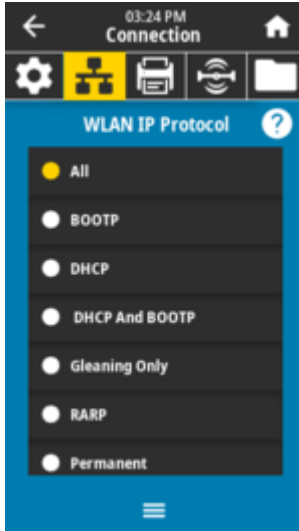 03:24 PM
Connection
WLAN IP Protocol ?
All
BOOTP
DHCP
DHCP And BOOTP
Gleaning Only
RARP
Permanent